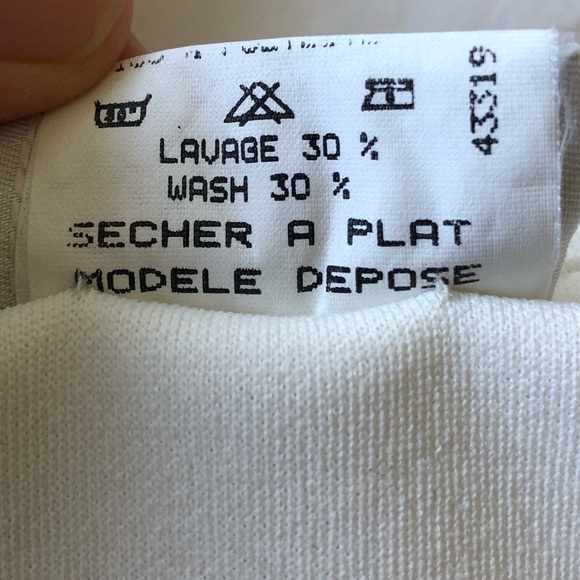 LAVAGE 30 %
WASH 30 %
SECHER A PLAT
MODELE DEPOSE
43319